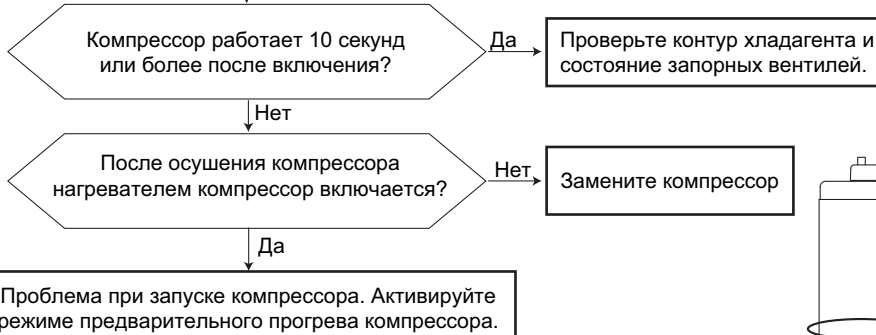 Компрессор работает 10 секунд
или более после включения?
Да
Проверьте контур хладагента и
состояние запорных вентилей.
Нет
После осушения компрессора
нагревателем компрессор включается?
Нет
Замените компрессор
Да
Проблема при запуске компрессора. Активируйте
режиме предварительного прогрева компрессора.